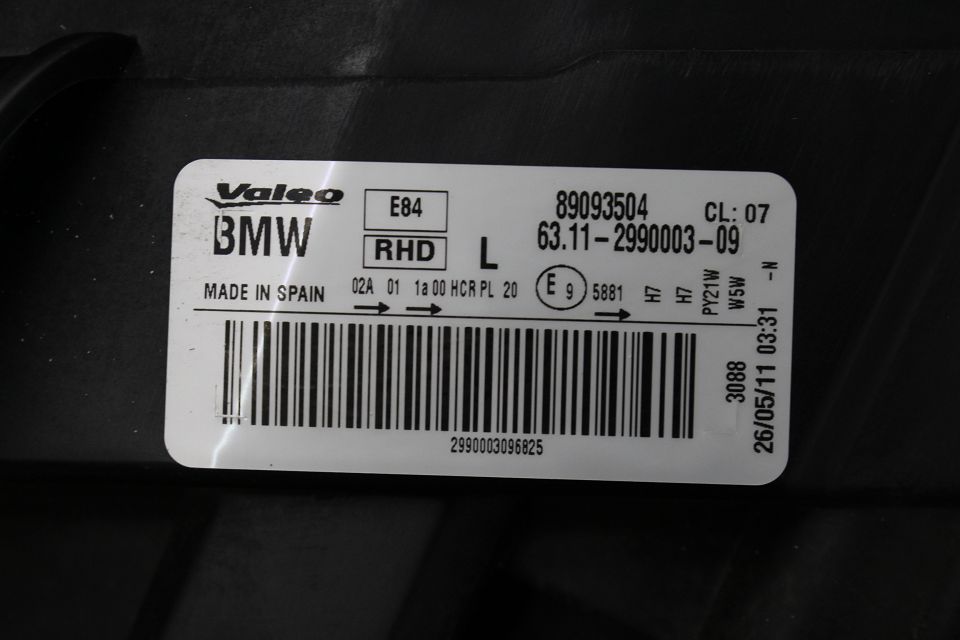 Valeo
BMW
E84
RHD
L
89093504
CL: 07
63.11-2990003-09
MADE IN SPAIN
02A 01 1a 00 HCR PL 20
E 9
5881
H7
H7
PY21W
W5W
-N
2990003096825
3088
26/05/11 03:31